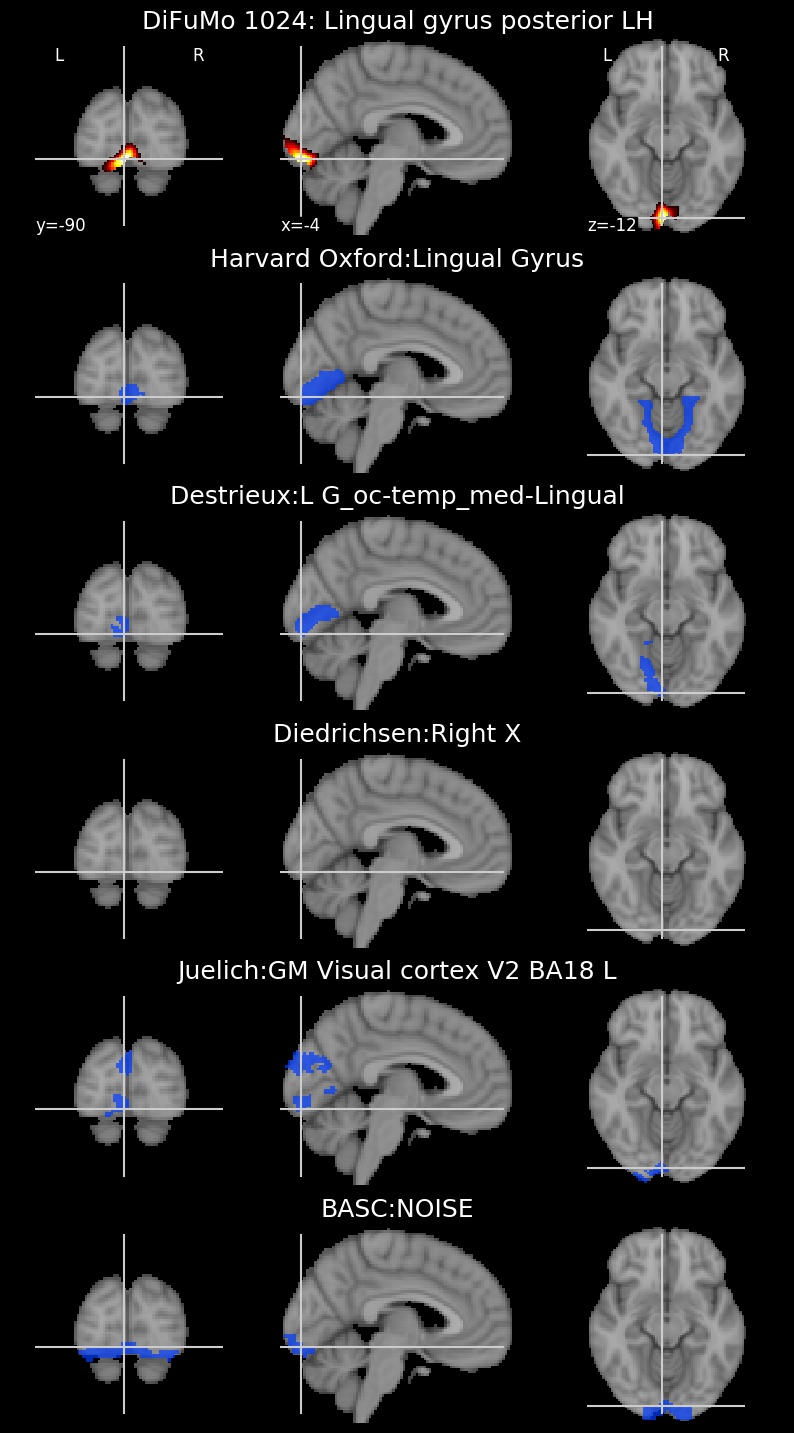 DiFuMo 1024: Lingual gyrus posterior LH
L R L R
y=-90 x=-4 z=-12
Harvard Oxford:Lingual Gyrus
Destrieux:L G_oc-temp_med-Lingual
Diedrichsen:Right X
Juelich:GM Visual cortex V2 BA18 L
BASC:NOISE